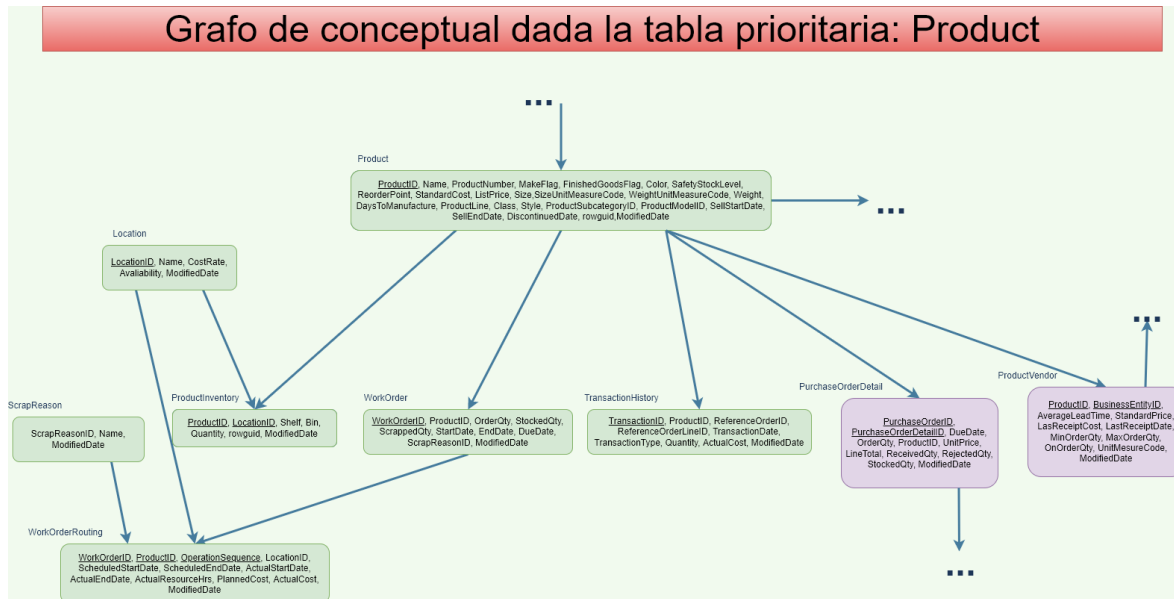 Grafo de conceptual dada la tabla prioritaria: Product
...
Product
ProductID, Name, ProductNumber, MakeFlag, FinishedGoodsFlag, Color, SafetyStockLevel,
ReorderPoint, StandardCost, ListPrice, Size,SizeUnitMeasureCode, WeightUnitMeasureCode, Weight,
DaysToManufacture, ProductLine, Class, Style, ProductSubcategoryID, ProductModelID, SellStartDate,
SellEndDate, DiscontinuedDate, rowguid,ModifiedDate
...
Location
LocationID, Name, CostRate,
Avaliability, ModifiedDate
...
ScrapReason
ScrapReasonID, Name,
ModifiedDate
ProductInventory
ProductID, LocationID, Shelf, Bin,
Quantity, rowguid, ModifiedDate
WorkOrder
WorkOrderID, ProductID, OrderQty, StockedQty,
ScrappedQty, StartDate, EndDate, DueDate,
ScrapReasonID, ModifiedDate
TransactionHistory
TransactionID, ProductID, ReferenceOrderID,
ReferenceOrderLineID, TransactionDate,
TransactionType, Quantity, ActualCost, ModifiedDate
PurchaseOrderDetail
PurchaseOrderID,
PurchaseOrderDetailID, DueDate,
OrderQty, ProductID, UnitPrice,
LineTotal, ReceivedQty, RejectedQty,
StockedQty, ModifiedDate
ProductVendor
ProductID, BusinessEntityID,
AverageLeadTime, StandardPrice,
LasReceiptCost, LastReceiptDate,
MinOrderQty, MaxOrderQty,
OnOrderQty, UnitMesureCode,
ModifiedDate
WorkOrderRouting
WorkOrderID, ProductID, OperationSequence, LocationID,
ScheduledStartDate, ScheduledEndDate, ActualStartDate,
ActualEndDate, ActualResourceHrs, PlannedCost, ActualCost,
ModifiedDate
...